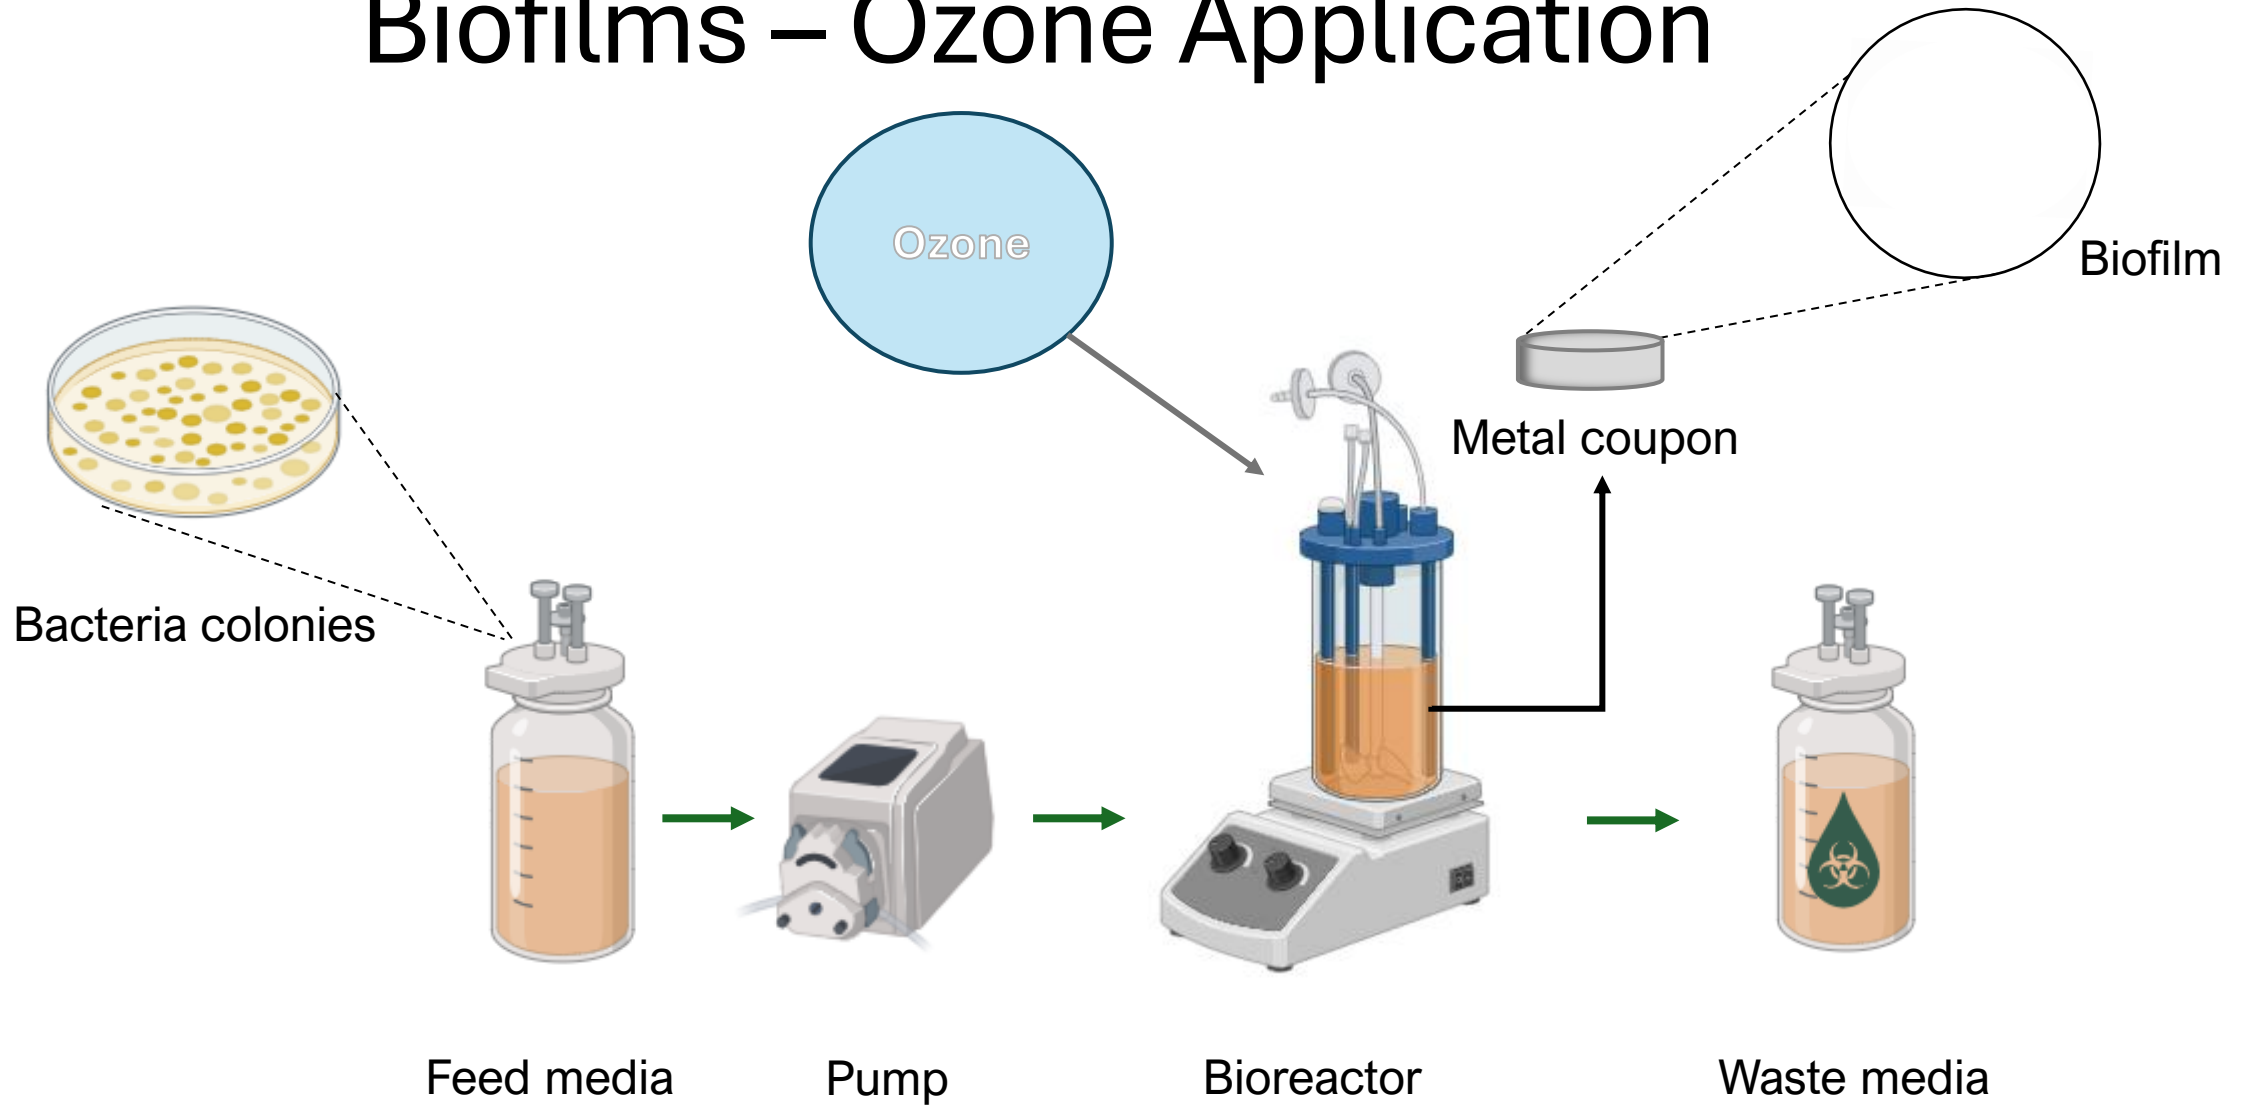 Biofilms – Ozone Application
Ozone
Biofilm
Metal coupon
Bacteria colonies
Feed media
Pump
Bioreactor
Waste media